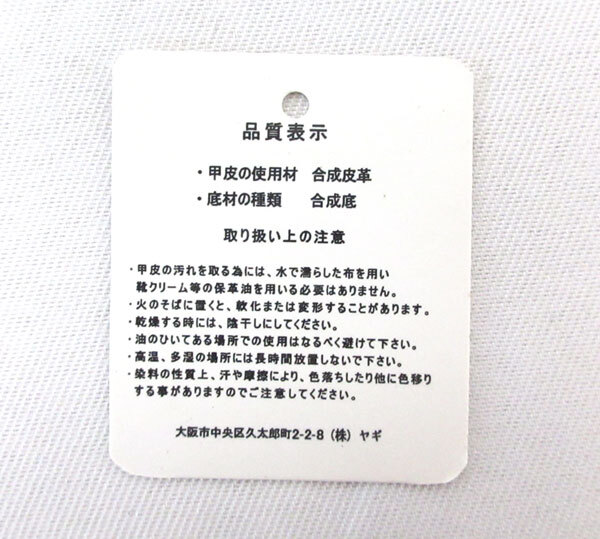 品質表示
・甲皮の使用材 合成皮革
・底材の種類 合成底
取り扱い上の注意
・甲皮の汚れを取る為には、水で濡らした布を用い
靴クリーム等の保革油を用いる必要はありません。
・火のそばに置くと、軟化または変形することがあります。
・乾燥する時には、陰干しにしてください。
・油のひいてある場所での使用はなるべく避けて下さい。
・高温、多湿の場所には長時間放置しないで下さい。
・染料の性質上、汗や摩擦により、色落ちしたり他に色移り
する事がありますのでご注意してください。
大阪市中央区久太郎町2-2-8（株）ヤギ